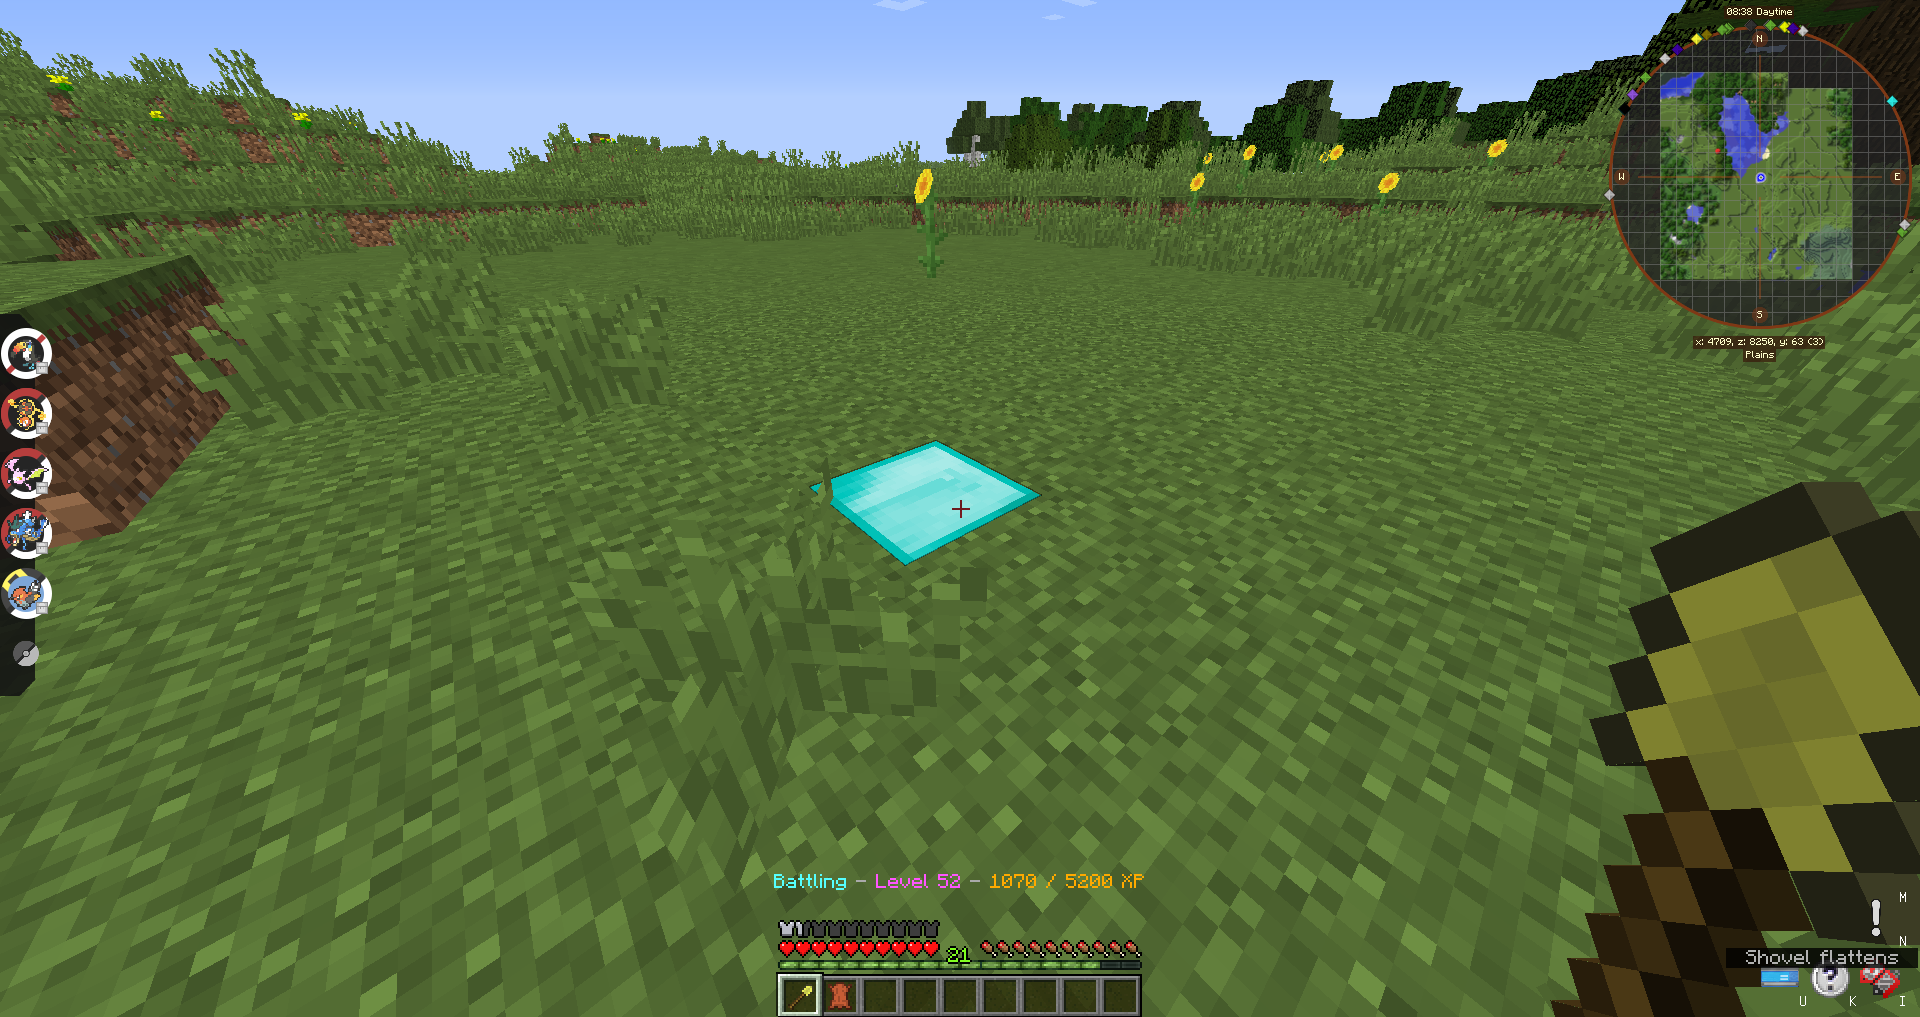 08:38 Daytime
N
W
E
S
x: 4709, z: 8250, y: 63 (3)
Plains
Battling – Level 52 – 1070 / 5200 XP
21
M
N
Shovel flattens
?
U
K
I